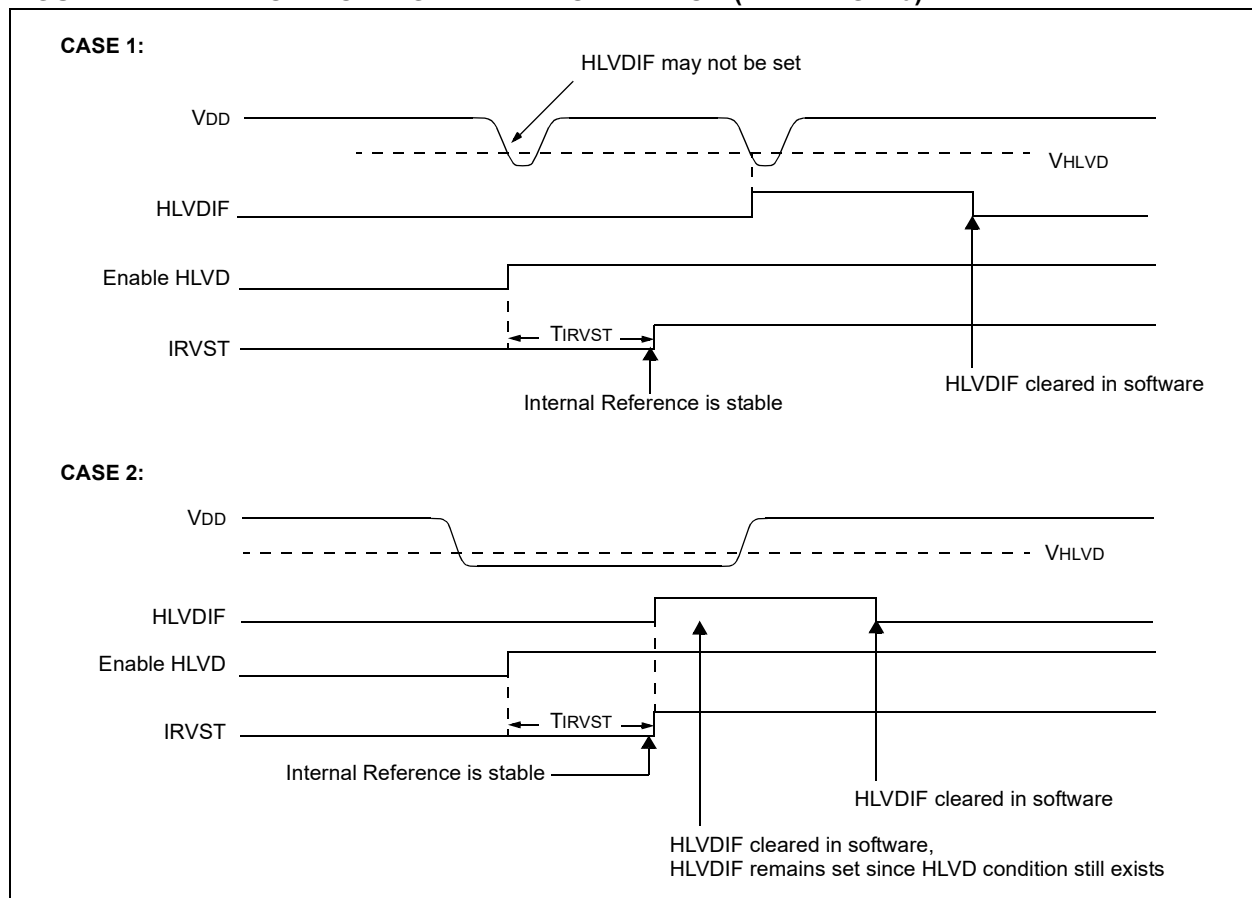 CASE 1:
HLVDIF may not be set
VDD
VHLVD
HLVDIF
Enable HLVD
TIRVST
IRVST
HLVDIF cleared in software
Internal Reference is stable
CASE 2:
VDD
VHLVD
HLVDIF
Enable HLVD
TIRVST
IRVST
Internal Reference is stable
HLVDIF cleared in software
HLVDIF cleared in software,
HLVDIF remains set since HLVD condition still exists